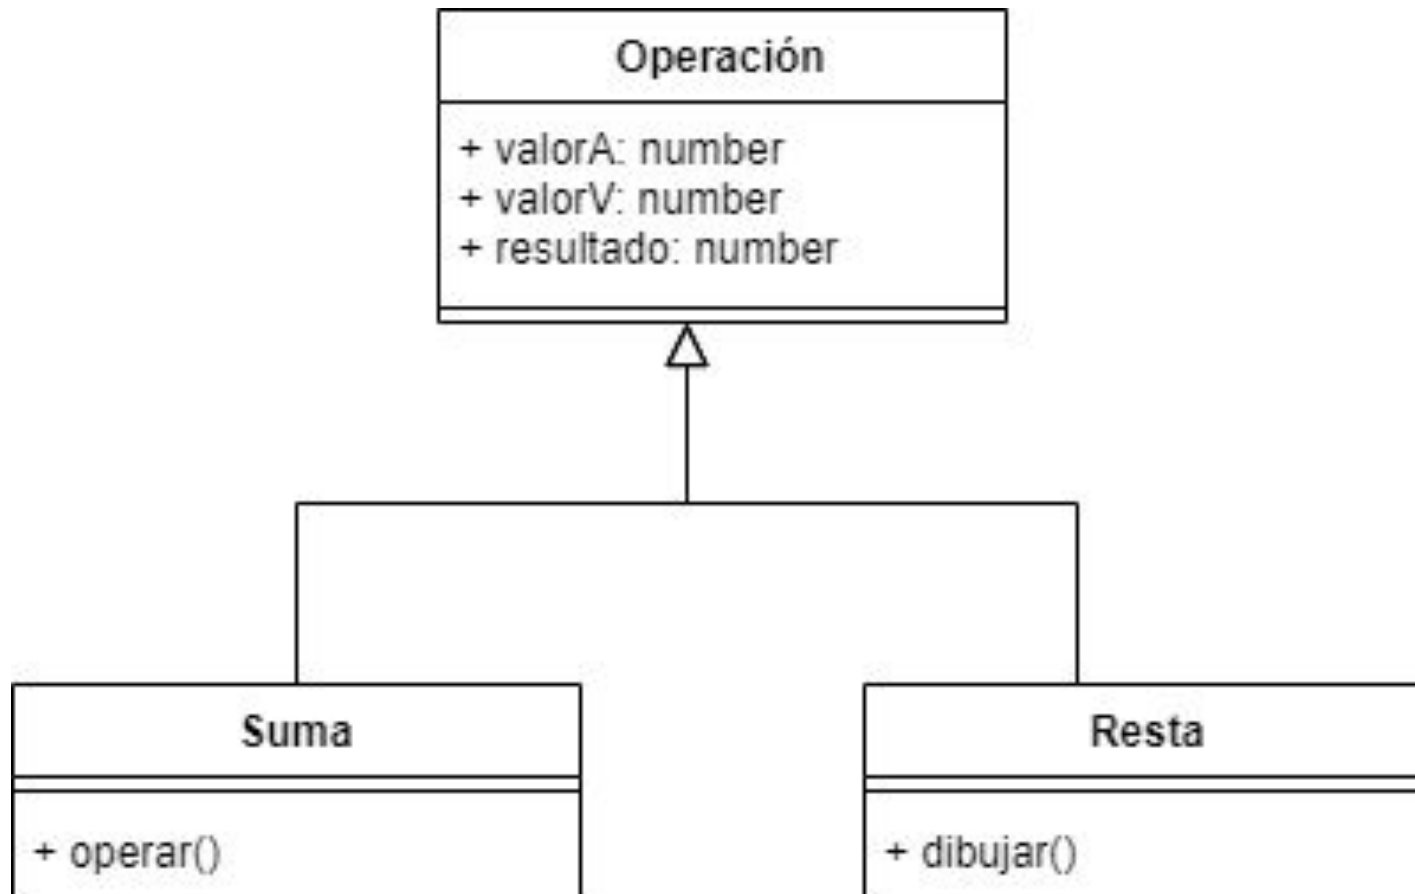 Operación
+ valorA: number
+ valorV: number
+ resultado: number
Suma
+ operar()
Resta
+ dibujar()